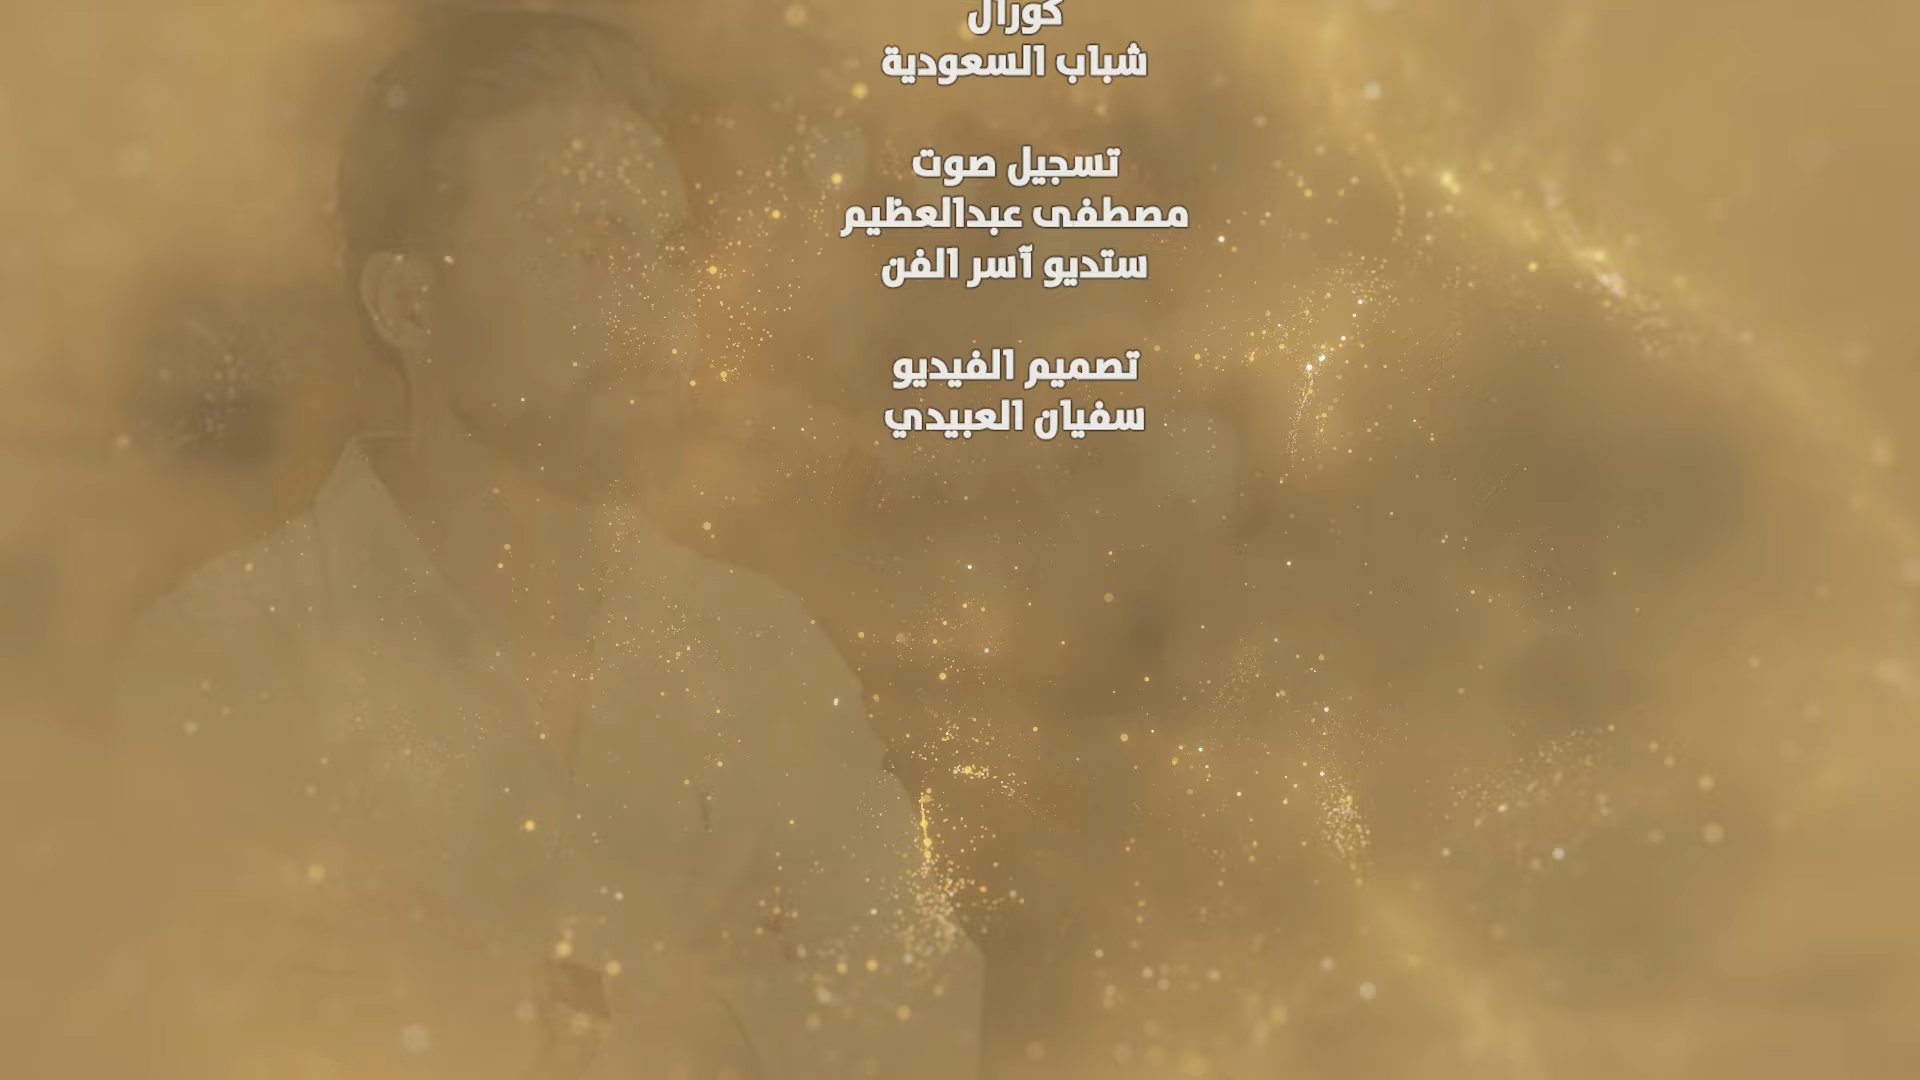 كورال
شباب السعودية
تسجيل صوت
مصطفى عبدالعظيم
ستديو آسر الفن
تصميم الفيديو
سفيان العبيدي